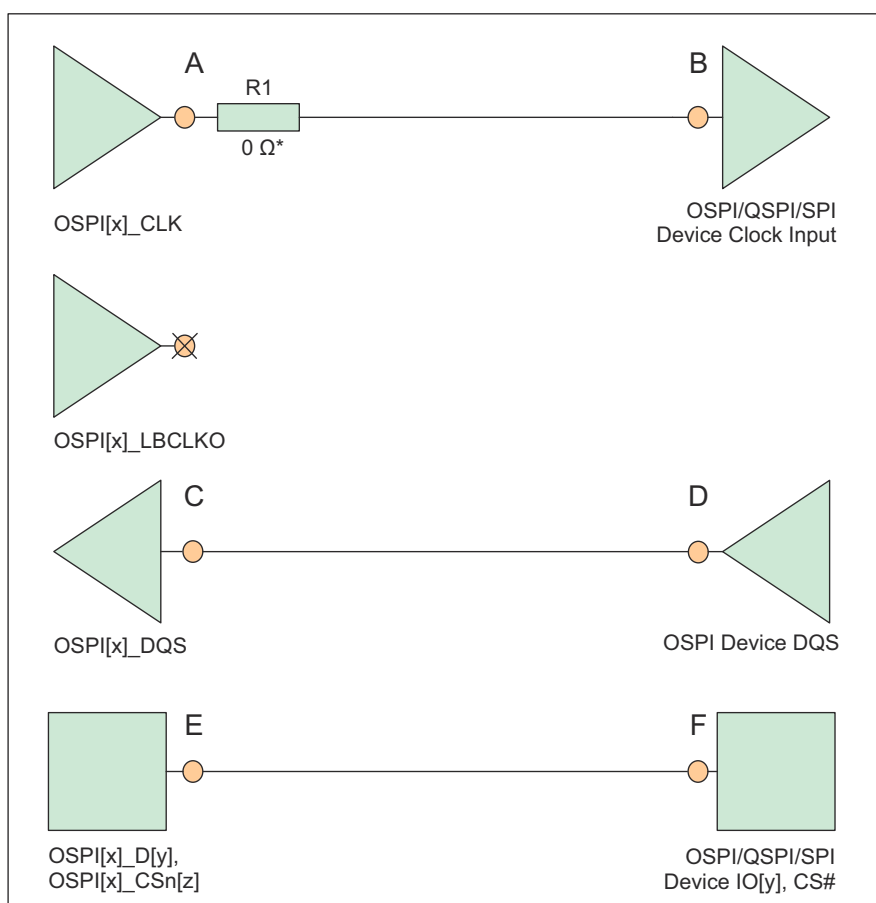 A
B
R1
0 Ω*
OSPI[x]_CLK
OSPI/QSPI/SPI
Device Clock Input
OSPI[x]_LBCLKO
C
D
OSPI[x]_DQS
OSPI Device DQS
E
F
OSPI[x]_D[y],
OSPI[x]_CSn[z]
OSPI/QSPI/SPI
Device IO[y], CS#